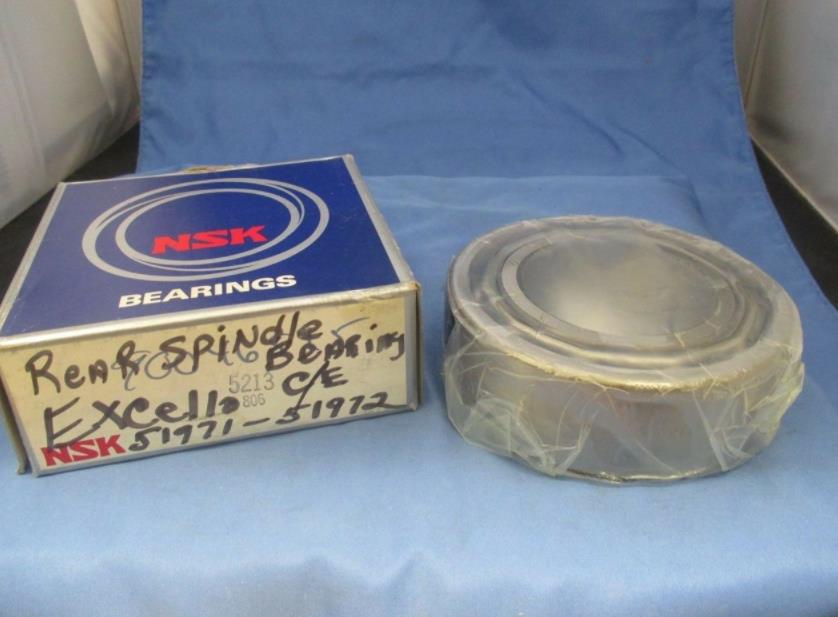 NSK
BEARINGS
Rear Spindle
Bearing
5213 C/E
806
Excello
51971-51972
NSK